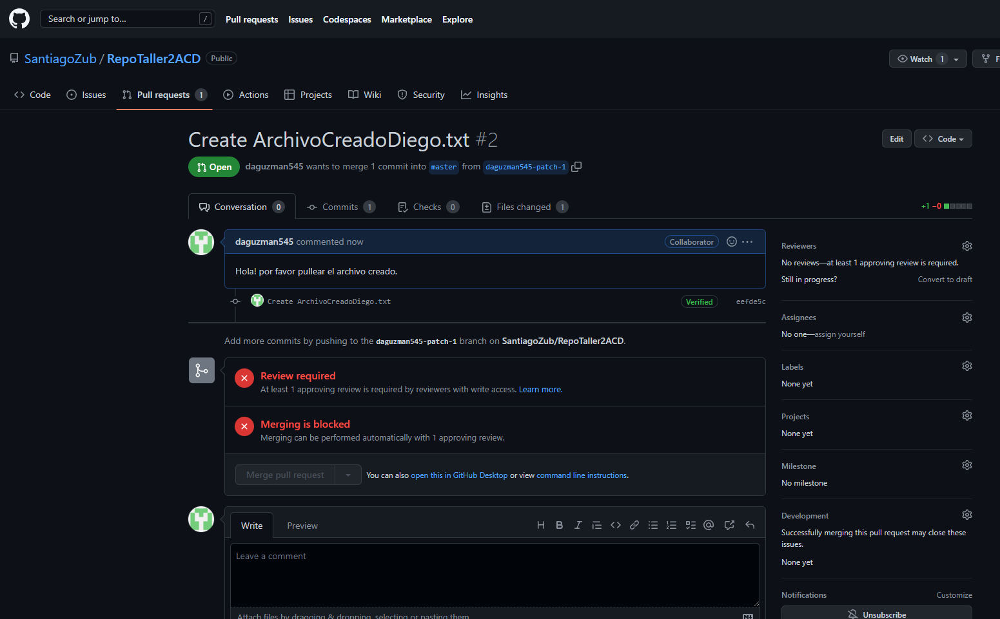 Search or jump to... /
Pull requests Issues Codespaces Marketplace Explore
SantiagoZub / RepoTaller2ACD Public
Watch 1
F
Code Issues Pull requests 1 Actions Projects Wiki Security Insights
Create ArchivoCreadoDiego.txt #2
Edit <> Code
Open daguzman545 wants to merge 1 commit into master from daguzman545-patch-1
Conversation 0 Commits 1 Checks 0 Files changed 1
+1 −0
daguzman545 commented now
Collaborator
Hola! por favor pullear el archivo creado.
Create ArchivoCreadoDiego.txt
Verified eefde5c
Add more commits by pushing to the daguzman545-patch-1 branch on SantiagoZub/RepoTaller2ACD.
Review required
At least 1 approving review is required by reviewers with write access. Learn more.
Merging is blocked
Merging can be performed automatically with 1 approving review.
Merge pull request You can also open this in GitHub Desktop or view command line instructions.
Write Preview
Leave a comment
Attach files by dragging & dropping, selecting or pasting them.
Reviewers
No reviews—at least 1 approving review is required.
Still in progress? Convert to draft
Assignees
No one—assign yourself
Labels
None yet
Projects
None yet
Milestone
No milestone
Development
Successfully merging this pull request may close these
issues.
None yet
Notifications Customize
Unsubscribe